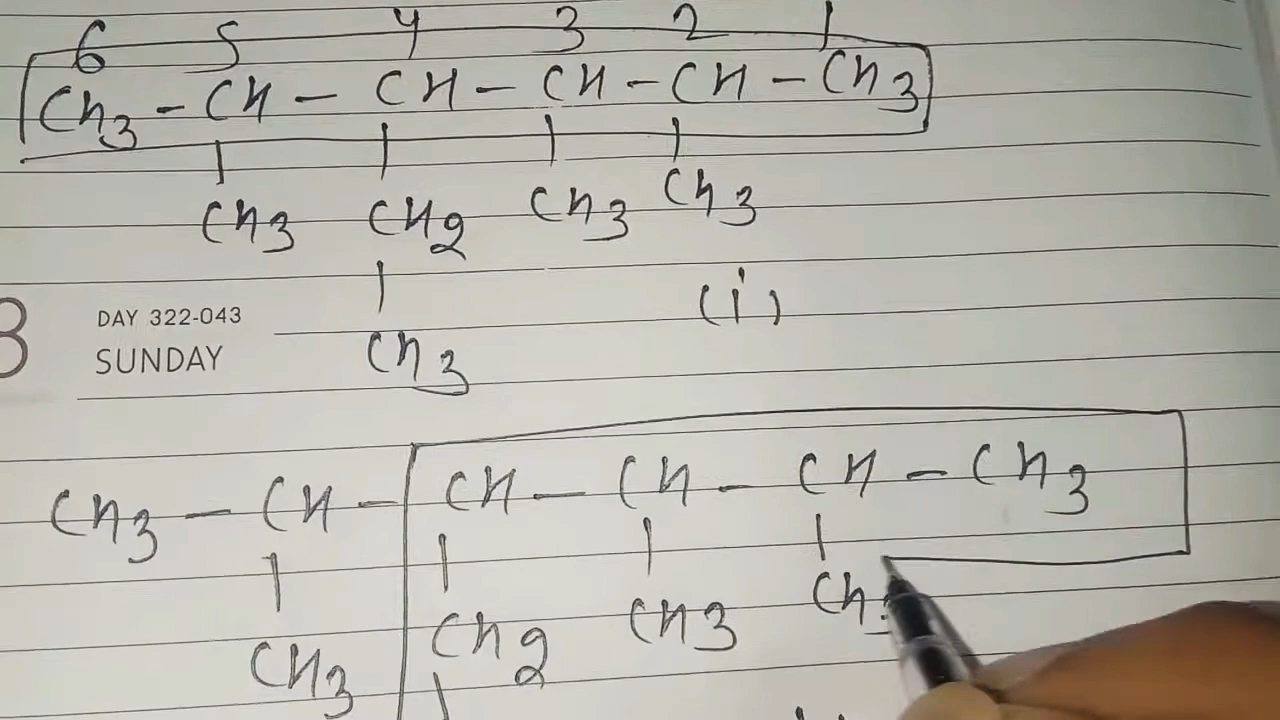 6 5 4 3 2 1
CH3 - CH - CH - CH - CH - CH3
CH3 CH2 CH3 CH3
(i)
DAY 322-043
SUNDAY
CH3
CH3 - CH - CH - CH - CH - CH3
CH3 CH2 CH3